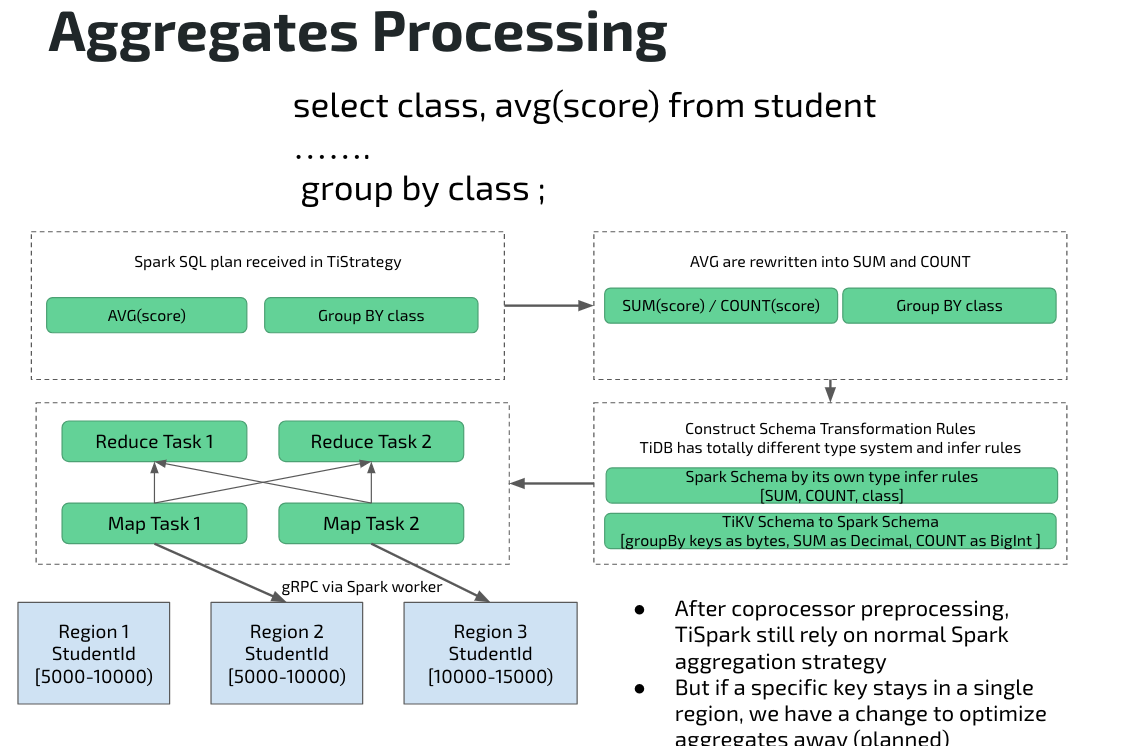 Aggregates Processing
select class, avg(score) from student
…….
group by class ;
Spark SQL plan received in TiStrategy
AVG(score)
Group BY class
AVG are rewritten into SUM and COUNT
SUM(score) / COUNT(score)
Group BY class
Construct Schema Transformation Rules
TiDB has totally different type system and infer rules
Spark Schema by its own type infer rules
[SUM, COUNT, class]
TiKV Schema to Spark Schema
[groupBy keys as bytes, SUM as Decimal, COUNT as BigInt ]
Reduce Task 1
Reduce Task 2
Map Task 1
Map Task 2
gRPC via Spark worker
Region 1
StudentId
[5000-10000)
Region 2
StudentId
[5000-10000)
Region 3
StudentId
[10000-15000)
● After coprocessor preprocessing,
TiSpark still rely on normal Spark
aggregation strategy
● But if a specific key stays in a single
region, we have a change to optimize
aggregates away (planned)